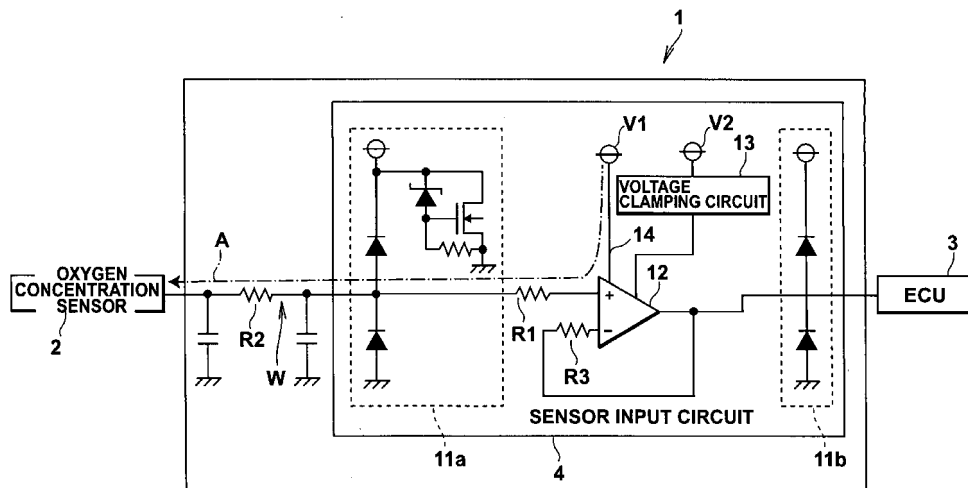 1
V1
V2
13
VOLTAGE
CLAMPING CIRCUIT
A
14
12
3
OXYGEN
CONCENTRATION
SENSOR
ECU
+
−
2
R2
W
R1
R3
SENSOR INPUT CIRCUIT
11a
4
11b